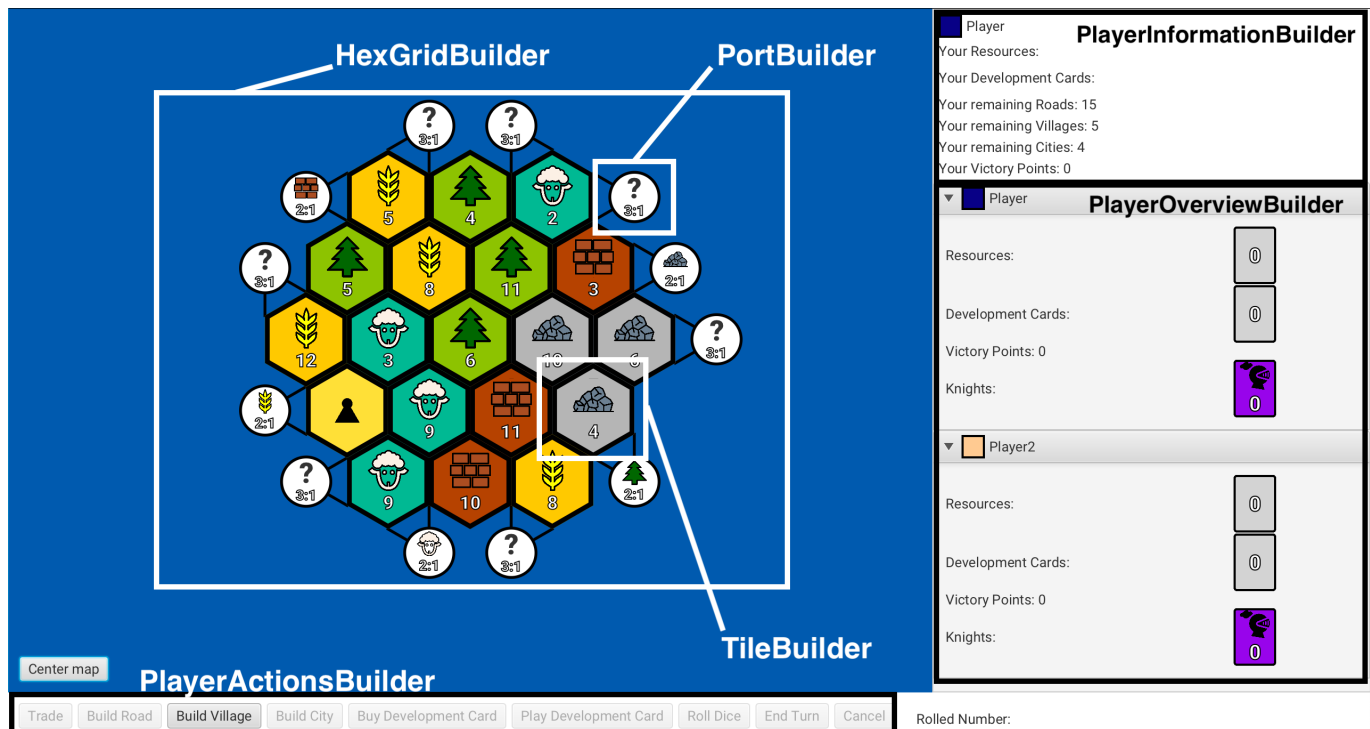 HexGridBuilder
PortBuilder
?
3:1
?
3:1
2:1
5
4
2
?
3:1
?
3:1
5
8
11
3
2:1
12
3
6
10
6
?
3:1
2:1
9
11
4
?
3:1
9
10
8
2:1
2:1
?
3:1
TileBuilder
Center map
PlayerActionsBuilder
Trade
Build Road
Build Village
Build City
Buy Development Card
Play Development Card
Roll Dice
End Turn
Cancel
Player
PlayerInformationBuilder
Your Resources:
Your Development Cards:
Your remaining Roads: 15
Your remaining Villages: 5
Your remaining Cities: 4
Your Victory Points: 0
Player
PlayerOverviewBuilder
Resources:
0
Development Cards:
0
Victory Points: 0
Knights:
0
Player2
Resources:
0
Development Cards:
0
Victory Points: 0
Knights:
0
Rolled Number: